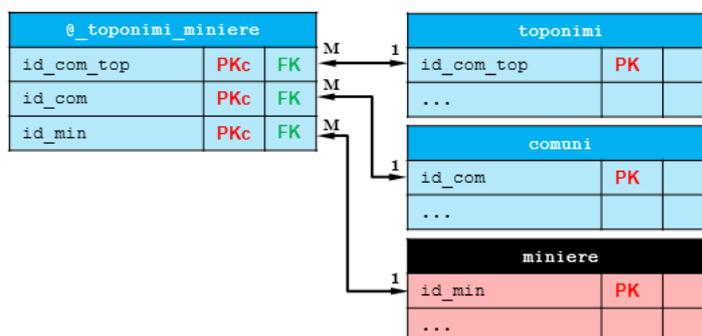 @_toponimi_miniere
id_com_top PKc FK
id_com PKc FK
id_min PKc FK
M 1
M
M
1
1
toponimi
id_com_top PK
...
comuni
id_com PK
...
miniere
id_min PK
...